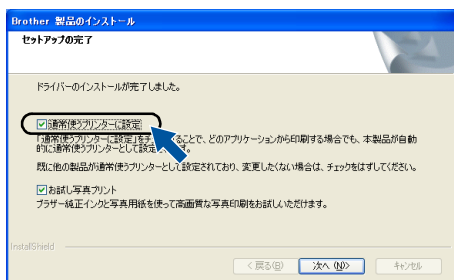 Brother 製品のインストール
セットアップの完了
ドライバーのインストールが完了しました。
通常使うプリンターに設定
「通常使うプリンターに設定」をチ ることで、どのアプリケーションから印刷する場合でも、本製品が自動
的に通常使うプリンターとして設定 す。
既に他の製品が通常使うプリンターとして設定されており、変更したくない場合は、チェックをはずしてください。
お試し写真プリント
ブラザー純正インクと写真用紙を使って高画質な写真印刷をお試しいただけます。
InstallShield
< 戻る(B)
次へ (N)>
キャンセル